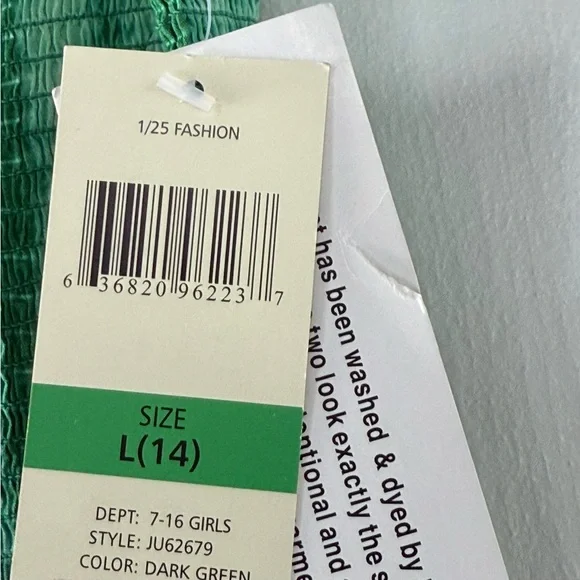 1/25 FASHION
6 36820 96223 7
SIZE
L(14)
DEPT: 7-16 GIRLS
STYLE: JU62679
COLOR: DARK GREEN
has been washed & dyed by
two look exactly the
and